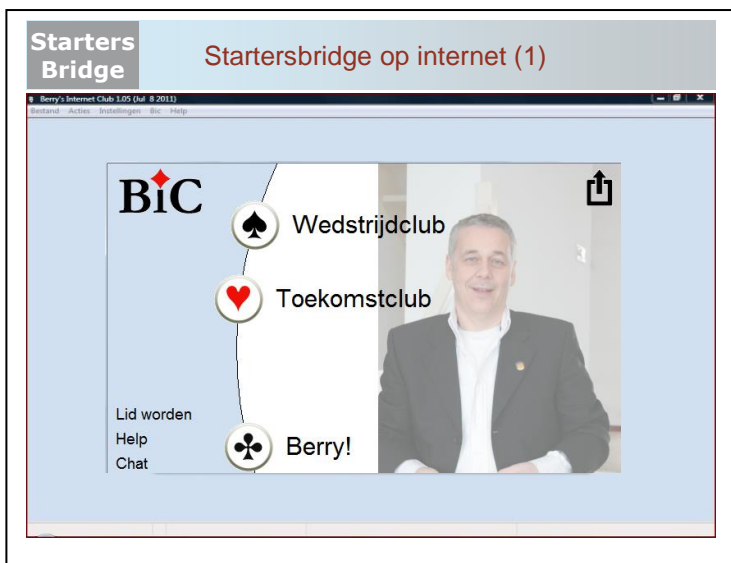 Starters
Bridge
Startersbridge op internet (1)
Berry's Internet Club 1.05 (Jul 8 2011)
Bestand Acties Instellingen Bic Help
BiC
Wedstrijdclub
Toekomstclub
Lid worden
Help
Chat
Berry!